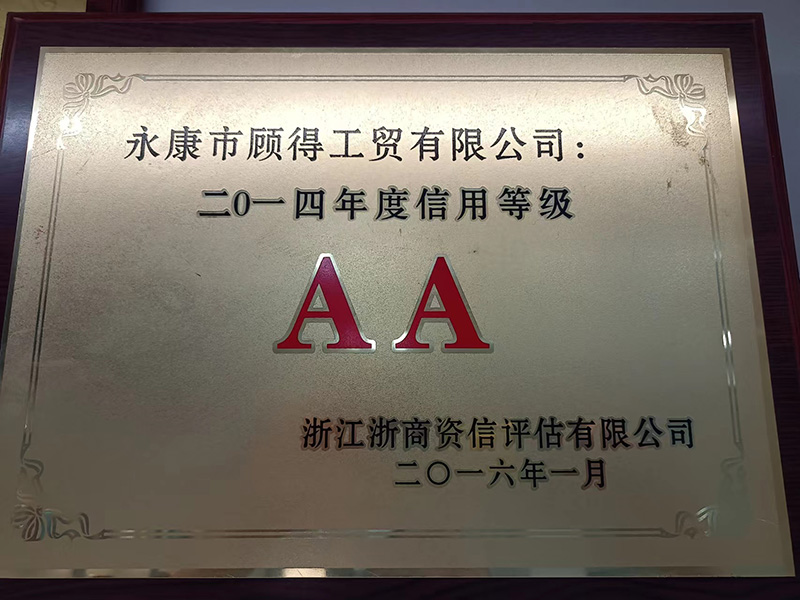 永康市顾得工贸有限公司：
二0一四年度信用等级
AA
浙江浙商资信评估有限公司
二〇一六年一月